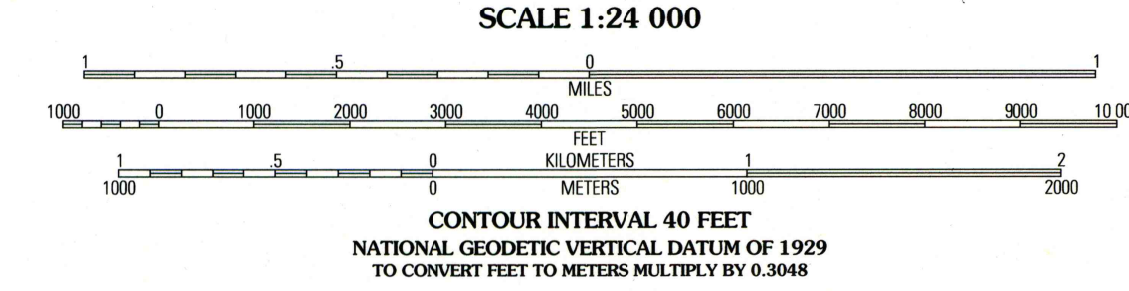 SCALE 1:24 000
1 .5 0 1
MILES
1000 0 1000 2000 3000 4000 5000 6000 7000 8000 9000 10 00
FEET
1 .5 0 KILOMETERS 1 2
1000 0 METERS 1000 2000
CONTOUR INTERVAL 40 FEET
NATIONAL GEODETIC VERTICAL DATUM OF 1929
TO CONVERT FEET TO METERS MULTIPLY BY 0.3048